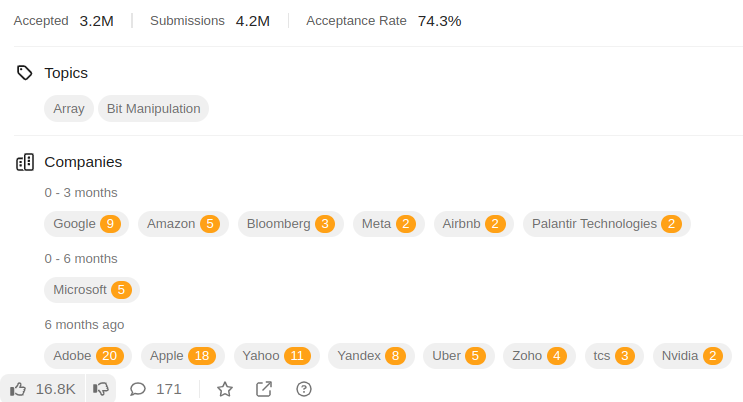 Accepted 3.2M Submissions 4.2M Acceptance Rate 74.3%
Topics
Array Bit Manipulation
Companies
0 - 3 months
Google 9 Amazon 5 Bloomberg 3 Meta 2 Airbnb 2 Palantir Technologies 2
0 - 6 months
Microsoft 5
6 months ago
Adobe 20 Apple 18 Yahoo 11 Yandex 8 Uber 5 Zoho 4 tcs 3 Nvidia 2
16.8K 171